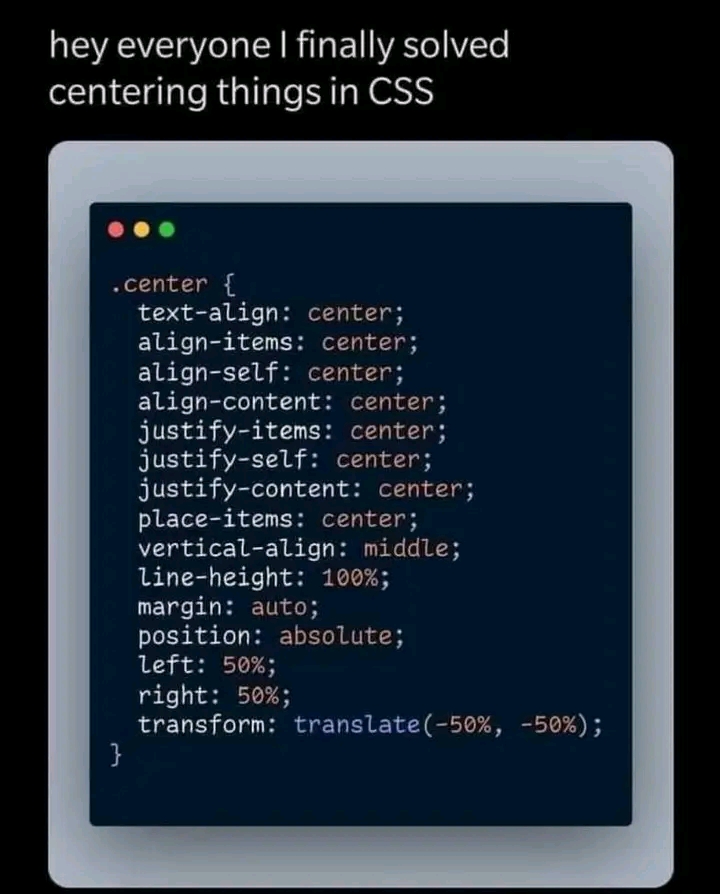 hey everyone I finally solved
centering things in CSS
.center {
  text-align: center;
  align-items: center;
  align-self: center;
  align-content: center;
  justify-items: center;
  justify-self: center;
  justify-content: center;
  place-items: center;
  vertical-align: middle;
  line-height: 100%;
  margin: auto;
  position: absolute;
  left: 50%;
  right: 50%;
  transform: translate(-50%, -50%);
}